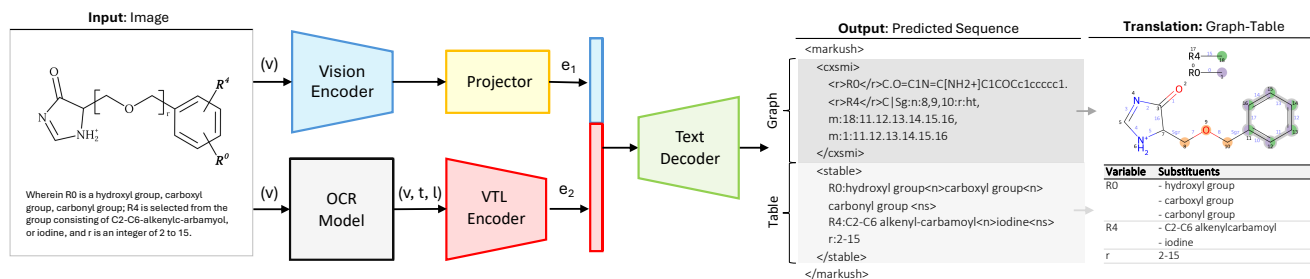 Input: Image
O
N
NH2+
[
O
]
r
R4
R0
Wherein R0 is a hydroxyl group, carboxyl
group, carbonyl group; R4 is selected from the
group consisting of C2-C6-alkenylc-arbamoyl,
or iodine, and r is an integer of 2 to 15.
(v)
Vision
Encoder
Projector
e1
(v)
OCR
Model
(v, t, l)
VTL
Encoder
e2
Text
Decoder
Output: Predicted Sequence
Graph
Table
<markush>
<cxsmi>
<r>R0</r>C.O=C1N=C[NH2+]C1COCc1ccccc1.
<r>R4</r>C|Sg:n:8,9,10:r:ht,
m:18:11.12.13.14.15.16,
m:1:11.12.13.14.15.16
</cxsmi>
<stable>
R0:hydroxyl group<n>carboxyl group<n>
carbonyl group <ns>
R4:C2-C6 alkenyl-carbamoyl<n>iodine<ns>
r:2-15
</stable>
</markush>
Translation: Graph-Table
R4
R0
O
N
NH2+
O
Variable Substituents
R0 - hydroxyl group
- carboxyl group
- carbonyl group
R4 - C2-C6 alkenylcarbamoyl
- iodine
r 2-15